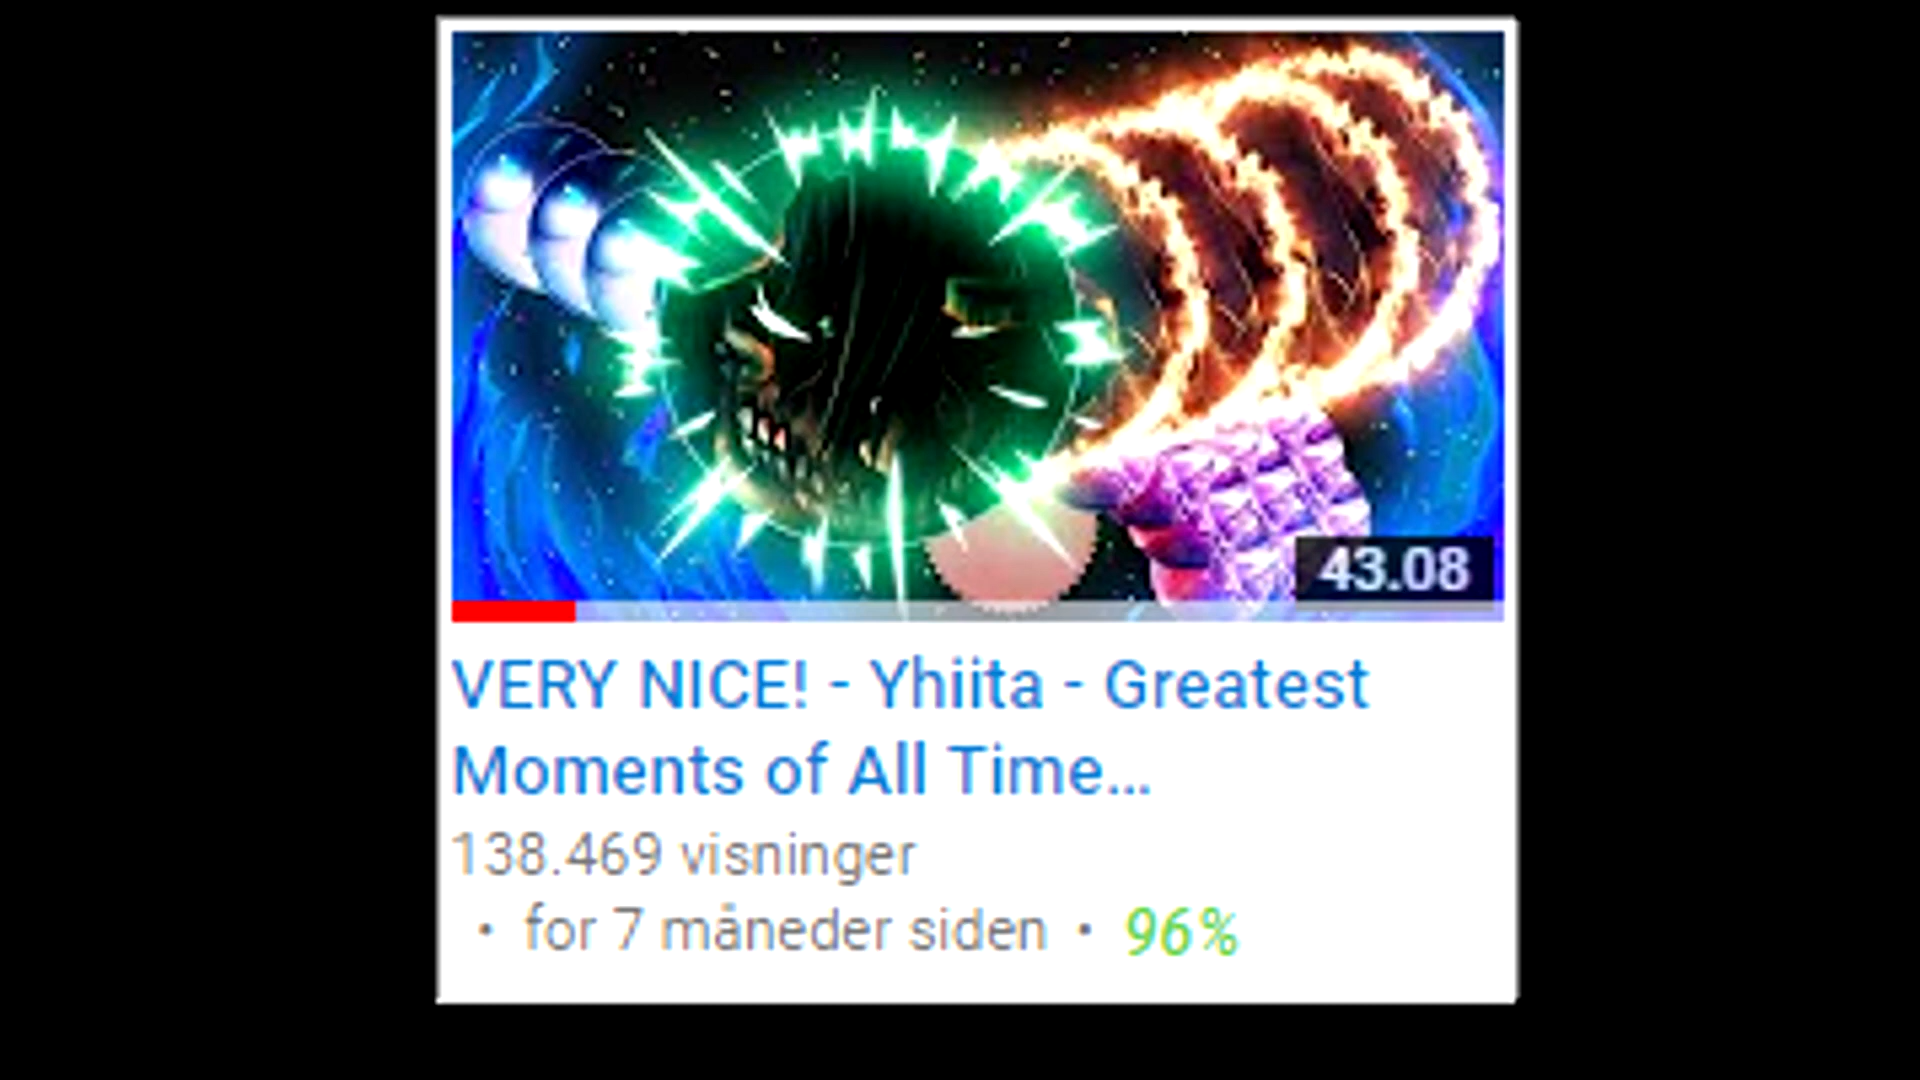 43.08
VERY NICE! - Yhiita - Greatest
Moments of All Time...
138.469 visninger
• for 7 måneder siden • 96%